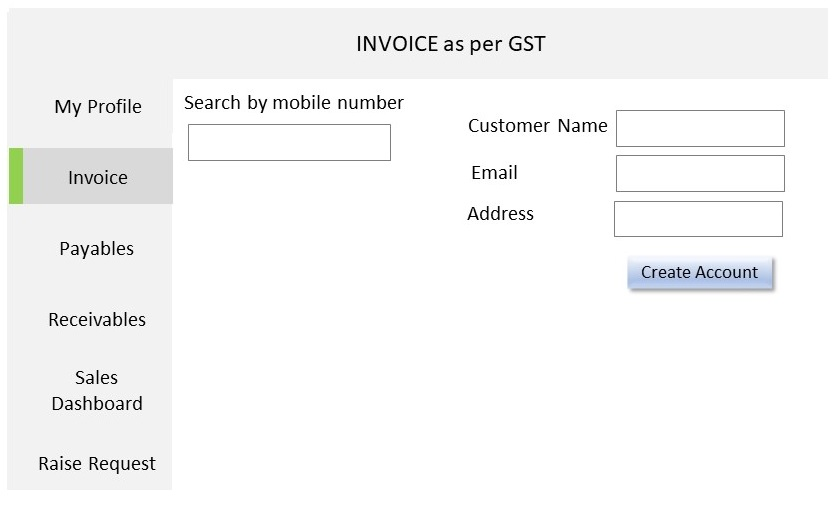 INVOICE as per GST
My Profile
Invoice
Payables
Receivables
Sales
Dashboard
Raise Request
Search by mobile number
Customer Name
Email
Address
Create Account